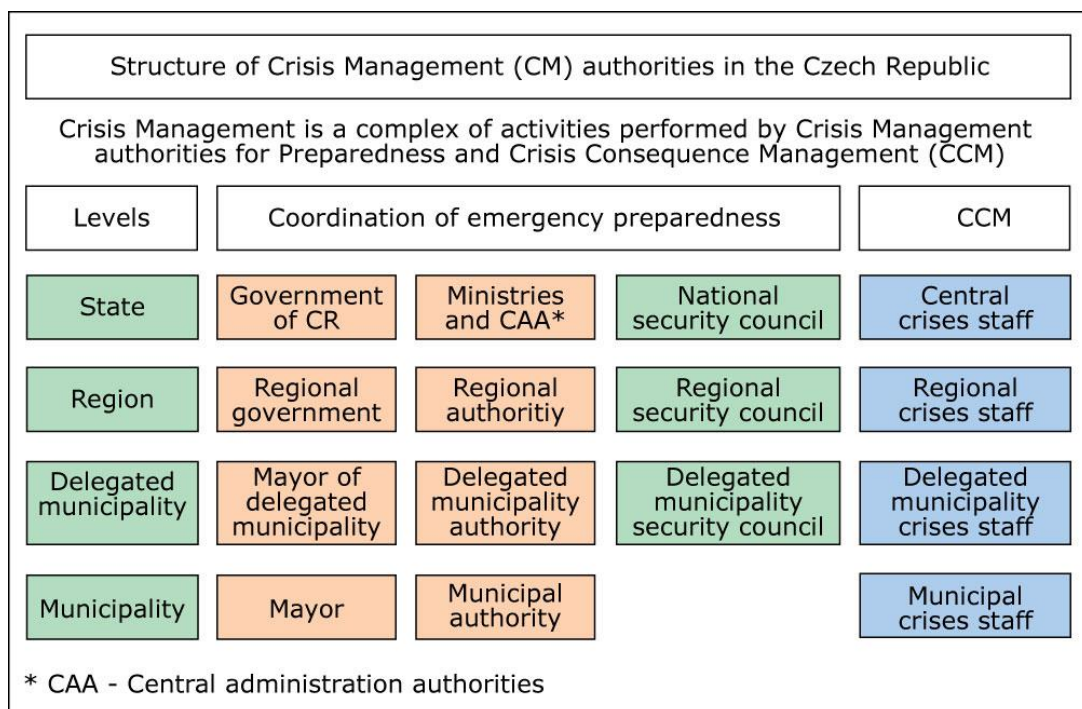 Structure of Crisis Management (CM) authorities in the Czech Republic
Crisis Management is a complex of activities performed by Crisis Management
authorities for Preparedness and Crisis Consequence Management (CCM)
Levels
Coordination of emergency preparedness
CCM
State
Government
of CR
Ministries
and CAA*
National
security council
Central
crises staff
Region
Regional
government
Regional
authoritiy
Regional
security council
Regional
crises staff
Delegated
municipality
Mayor of
delegated
municipality
Delegated
municipality
authority
Delegated
municipality
security council
Delegated
municipality
crises staff
Municipality
Mayor
Municipal
authority
Municipal
crises staff
* CAA - Central administration authorities